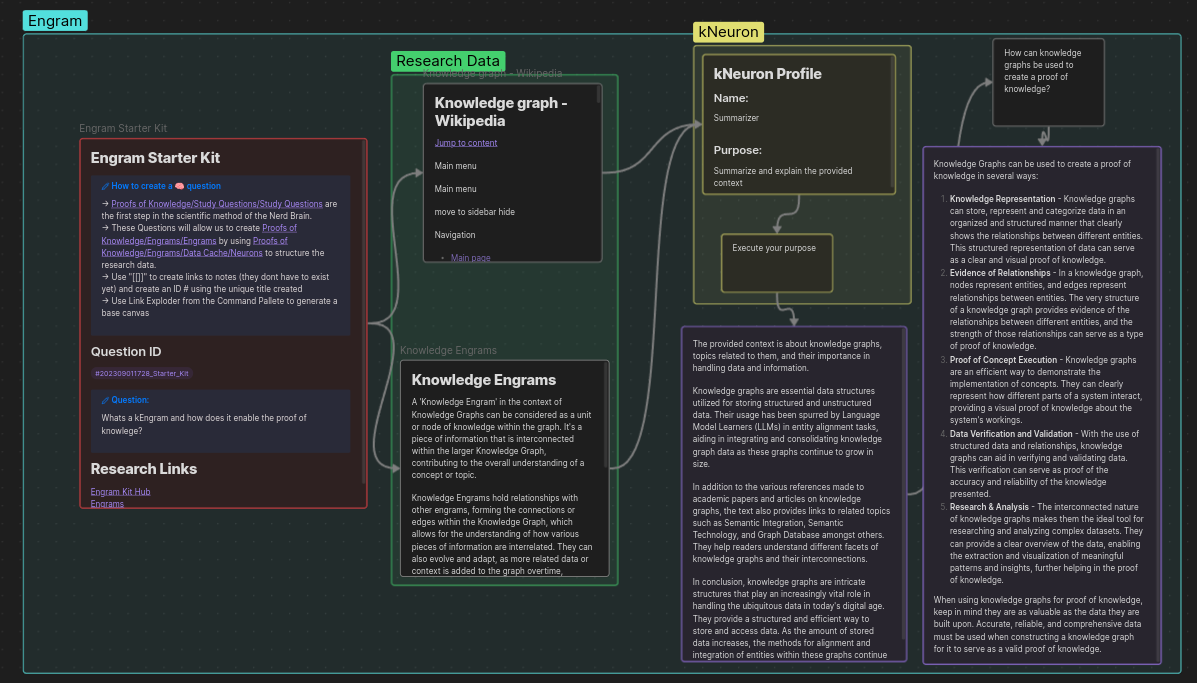 Engram
Engram Starter Kit
Engram Starter Kit
How to create a 🧠 question
→ Proofs of Knowledge/Study Questions/Study Questions are
the first step in the scientific method of the Nerd Brain.
→ These Questions will allow us to create Proofs of
Knowledge/Engrams/Engrams by using Proofs of
Knowledge/Engrams/Data Cache/Neurons to structure the
research data.
→ Use "[[]]" to create links to notes (they dont have to exist
yet) and create an ID # using the unique title created
→ Use Link Exploder from the Command Pallete to generate a
base canvas
Question ID
#202309011728_Starter_Kit
Question:
Whats a kEngram and how does it enable the proof of
knowlege?
Research Links
Engram Kit Hub
Engrams
Research Data
Knowledge graph - Wikipedia
Knowledge graph -
Wikipedia
Jump to content
Main menu
Main menu
move to sidebar hide
Navigation
• Main page
Knowledge Engrams
Knowledge Engrams
A 'Knowledge Engram' in the context of
Knowledge Graphs can be considered as a unit
or node of knowledge within the graph. It's a
piece of information that is interconnected
within the larger Knowledge Graph,
contributing to the overall understanding of a
concept or topic.
Knowledge Engrams hold relationships with
other engrams, forming the connections or
edges within the Knowledge Graph, which
allows for the understanding of how various
pieces of information are interrelated. They can
also evolve and adapt, as more related data or
context is added to the graph overtime,
kNeuron
kNeuron Profile
Name:
Summarizer
Purpose:
Summarize and explain the provided
context
Execute your purpose
The provided context is about knowledge graphs,
topics related to them, and their importance in
handling data and information.
Knowledge graphs are essential data structures
utilized for storing structured and unstructured
data. Their usage has been spurred by Language
Model Learners (LLMs) in entity alignment tasks,
aiding in integrating and consolidating knowledge
graph data as these graphs continue to grow in
size.
In addition to the various references made to
academic papers and articles on knowledge
graphs, the text also provides links to related topics
such as Semantic Integration, Semantic
Technology, and Graph Database amongst others.
They help readers understand different facets of
knowledge graphs and their interconnections.
In conclusion, knowledge graphs are intricate
structures that play an increasingly vital role in
handling the ubiquitous data in today's digital age.
They provide a structured and efficient way to
store and access data. As the amount of stored
data increases, the methods for alignment and
integration of entities within these graphs continue
How can knowledge
graphs be used to
create a proof of
knowledge?
Knowledge Graphs can be used to create a proof of
knowledge in several ways:
1. Knowledge Representation - Knowledge graphs
can store, represent and categorize data in an
organized and structured manner that clearly
shows the relationships between different entities.
This structured representation of data can serve
as a clear and visual proof of knowledge.
2. Evidence of Relationships - In a knowledge graph,
nodes represent entities, and edges represent
relationships between entities. The very structure
of a knowledge graph provides evidence of the
relationships between different entities, and the
strength of those relationships can serve as a type
of proof of knowledge.
3. Proof of Concept Execution - Knowledge graphs
are an efficient way to demonstrate the
implementation of concepts. They can clearly
represent how different parts of a system interact,
providing a visual proof of knowledge about the
system's workings.
4. Data Verification and Validation - With the use of
structured data and relationships, knowledge
graphs can aid in verifying and validating data.
This verification can serve as proof of the
accuracy and reliability of the knowledge
presented.
5. Research & Analysis - The interconnected nature
of knowledge graphs makes them the ideal tool for
researching and analyzing complex datasets. They
can provide a clear overview of the data, enabling
the extraction and visualization of meaningful
patterns and insights, further helping in the proof
of knowledge.
When using knowledge graphs for proof of knowledge,
keep in mind they are as valuable as the data they are
built upon. Accurate, reliable, and comprehensive data
must be used when constructing a knowledge graph
for it to serve as a valid proof of knowledge.